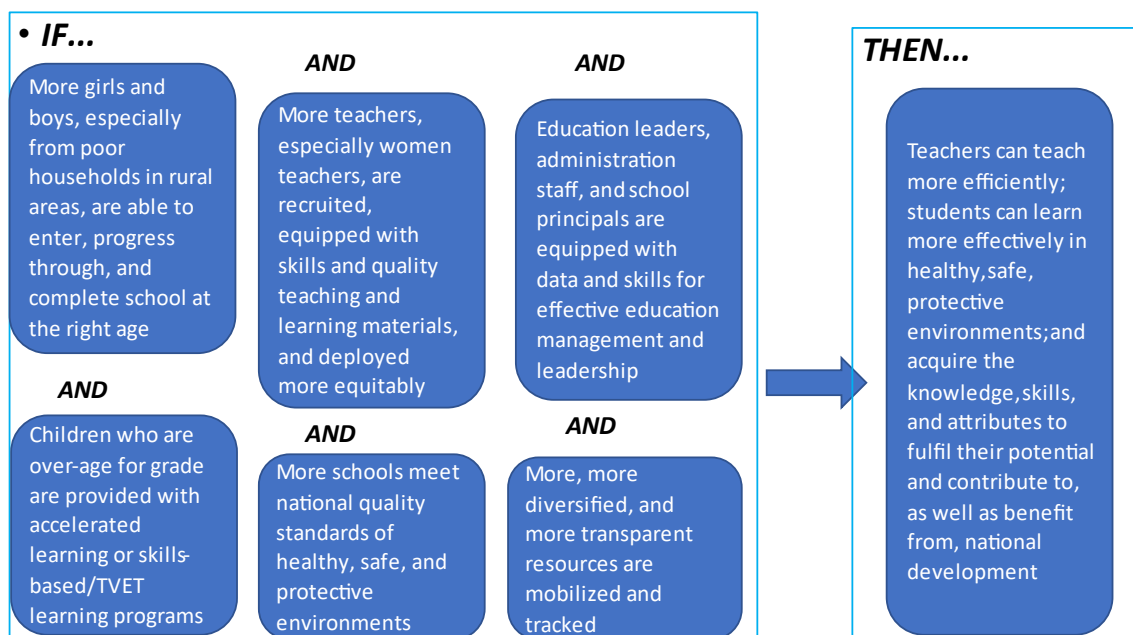 • IF...
More girls and
boys, especially
from poor
households in rural
areas, are able to
enter, progress
through, and
complete school at
the right age
AND
Children who are
over-age for grade
are provided with
accelerated
learning or skills-
based/TVET
learning programs
AND
More teachers,
especially women
teachers, are
recruited,
equipped with
skills and quality
teaching and
learning materials,
and deployed
more equitably
AND
More schools meet
national quality
standards of
healthy, safe, and
protective
environments
AND
Education leaders,
administration
staff, and school
principals are
equipped with
data and skills for
effective education
management and
leadership
AND
More, more
diversified, and
more transparent
resources are
mobilized and
tracked
THEN...
Teachers can teach
more efficiently;
students can learn
more effectively in
healthy, safe,
protective
environments; and
acquire the
knowledge, skills,
and attributes to
fulfil their potential
and contribute to,
as well as benefit
from, national
development